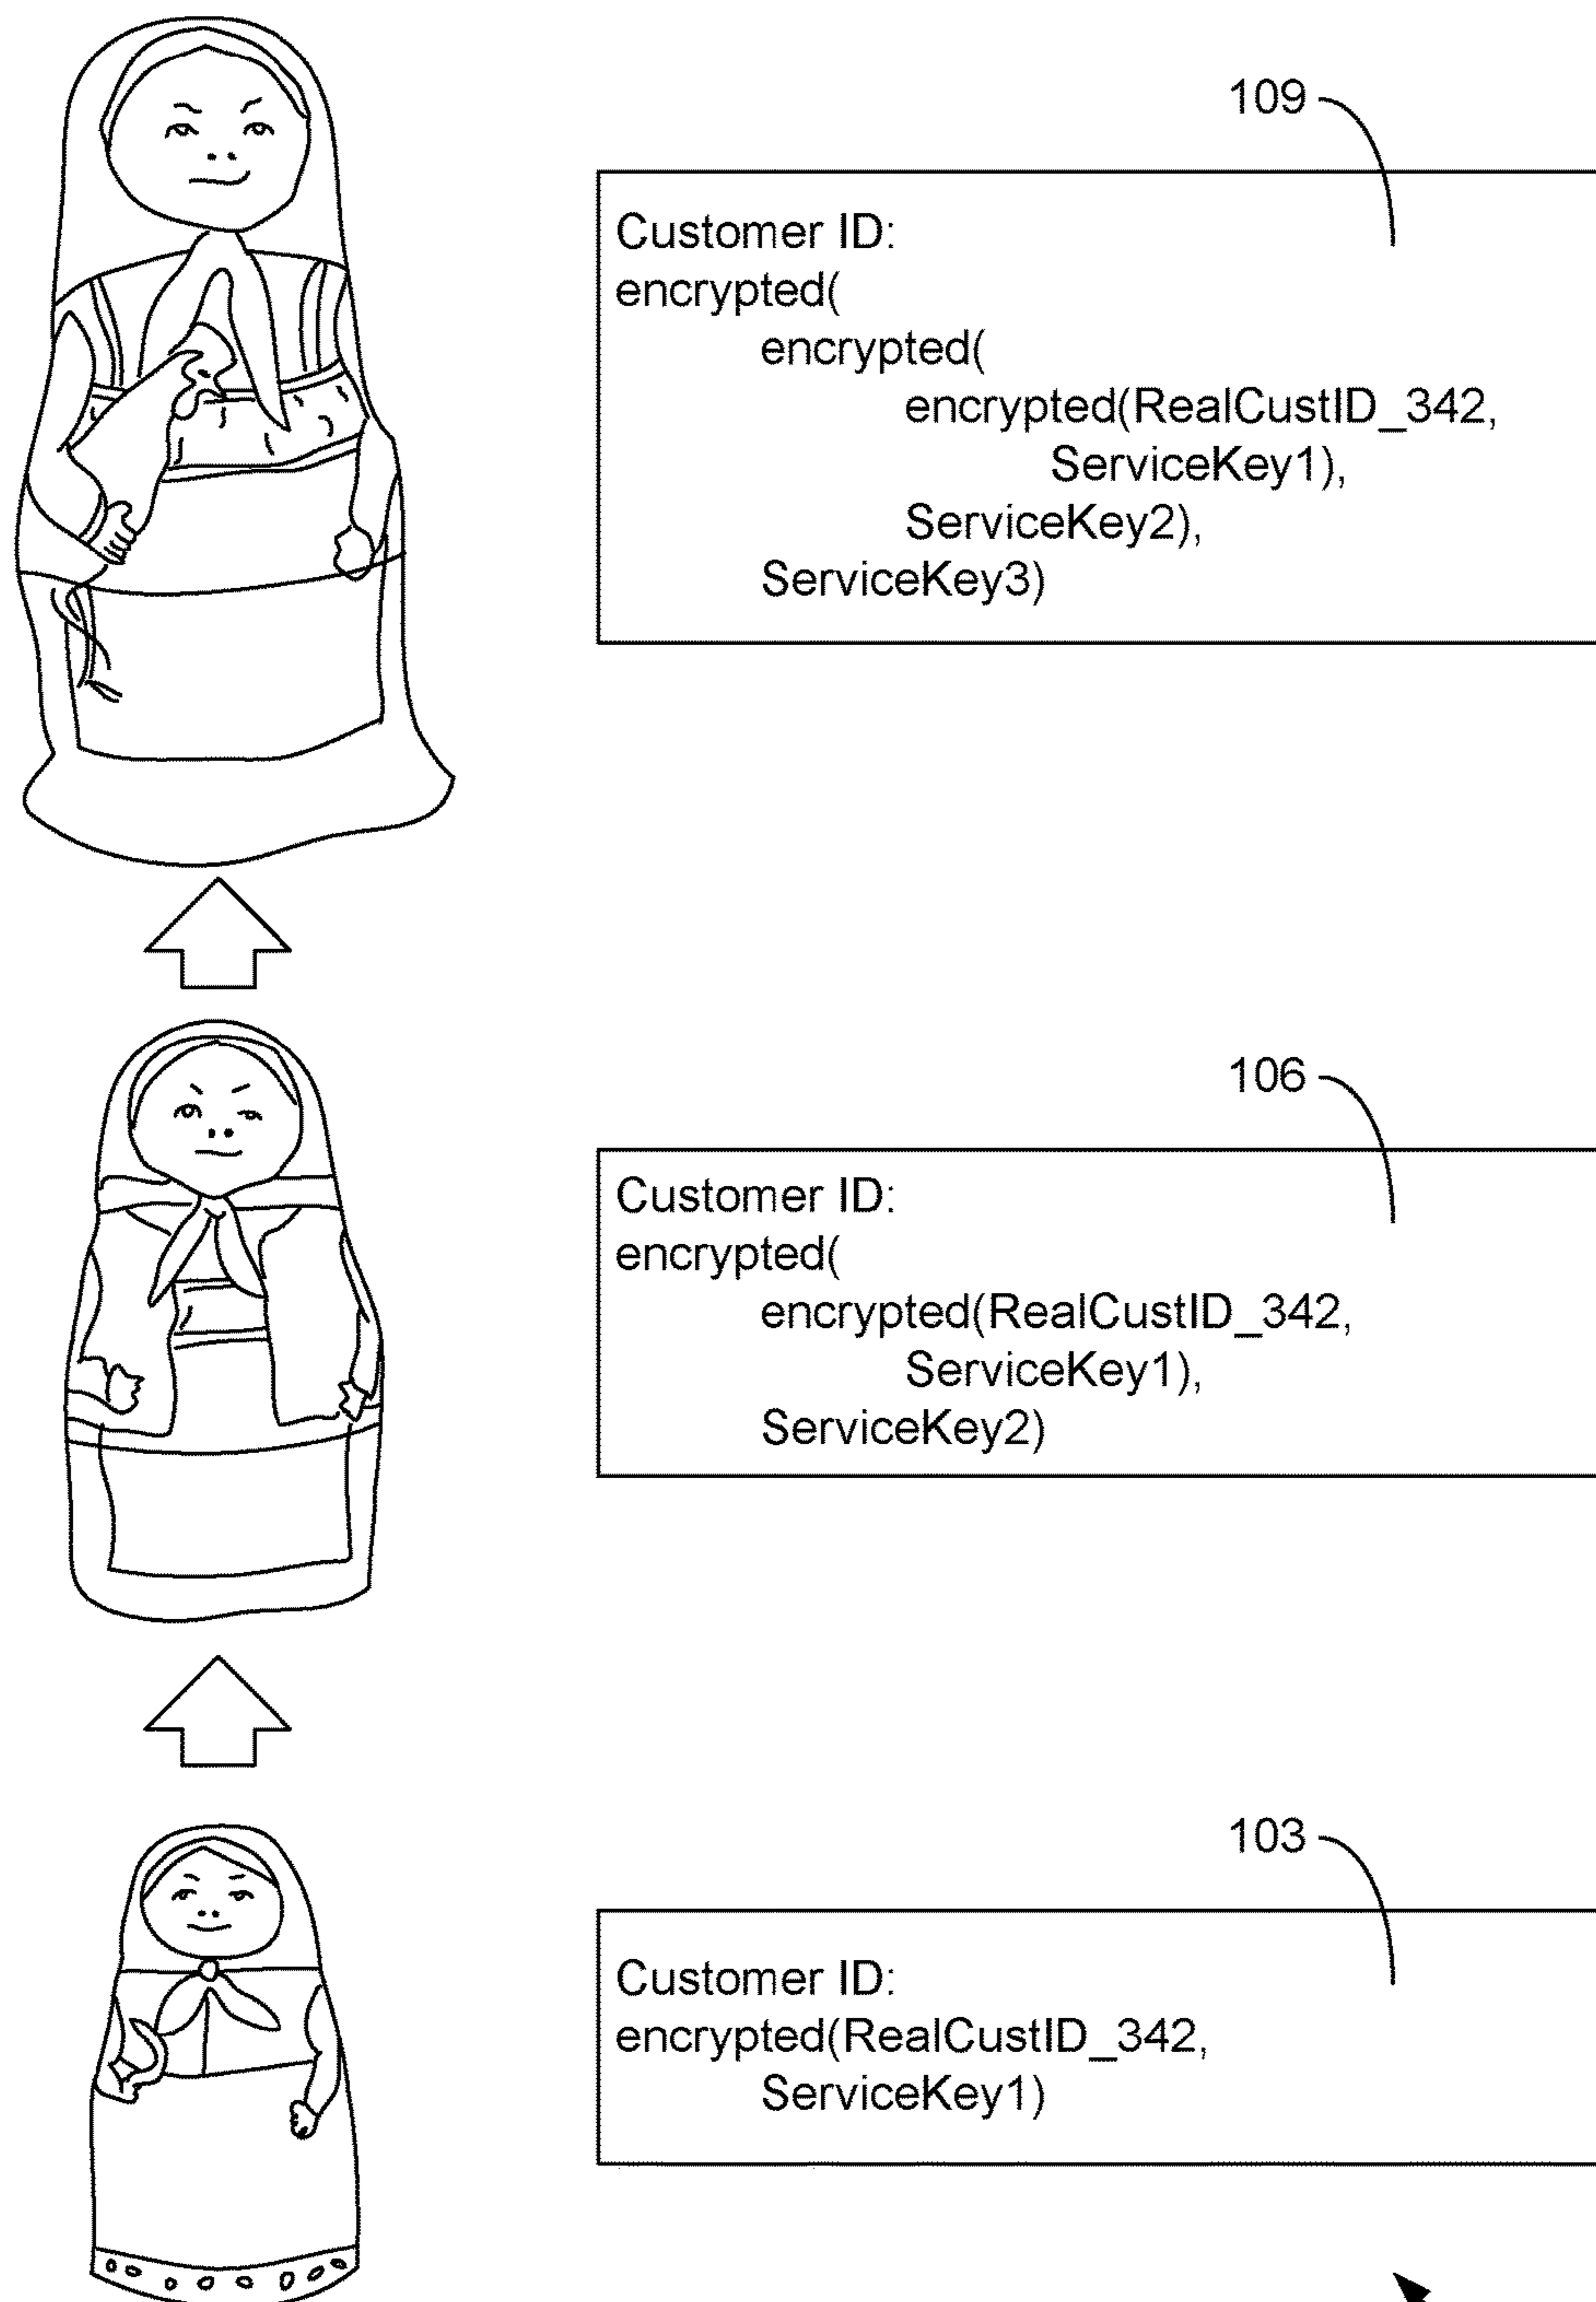 109
Customer ID:
encrypted(
encrypted(
encrypted(RealCustID_342,
ServiceKey1),
ServiceKey2),
ServiceKey3)
106
Customer ID:
encrypted(
encrypted(RealCustID_342,
ServiceKey1),
ServiceKey2)
103
Customer ID:
encrypted(RealCustID_342,
ServiceKey1)